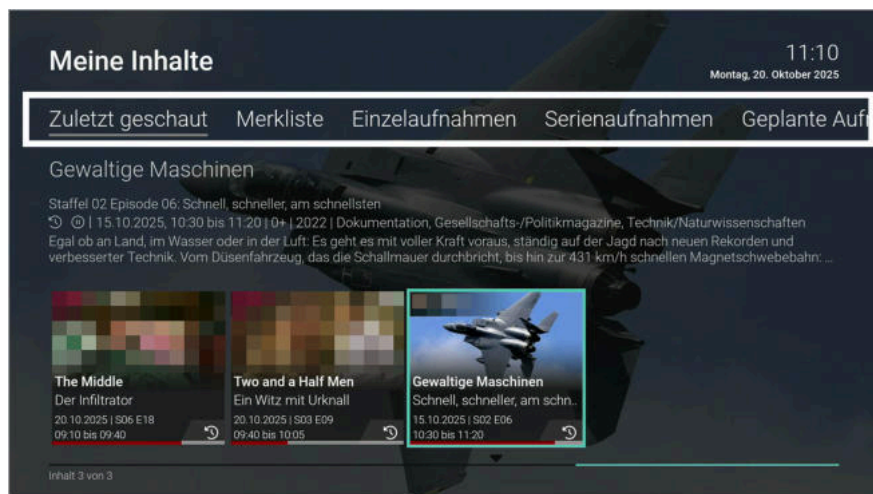 Meine Inhalte
11:10
Montag, 20. Oktober 2025
Zuletzt geschaut Merkliste Einzelaufnahmen Serienaufnahmen Geplante Aufn
Gewaltige Maschinen
Staffel 02 Episode 06: Schnell, schneller, am schnellsten
| 15.10.2025, 10:30 bis 11:20 | 0+ | 2022 | Dokumentation, Gesellschafts-/Politikmagazine, Technik/Naturwissenschaften
Egal ob an Land, im Wasser oder in der Luft: Es geht es mit voller Kraft voraus, ständig auf der Jagd nach neuen Rekorden und
verbesserter Technik. Vom Düsenfahrzeug, das die Schallmauer durchbricht, bis hin zur 431 km/h schnellen Magnetschwebebahn: ...
The Middle
Der Infiltrator
20.10.2025 | S06 E18
09:10 bis 09:40
Two and a Half Men
Ein Witz mit Urknall
20.10.2025 | S03 E09
09:40 bis 10:05
Gewaltige Maschinen
Schnell, schneller, am schn..
15.10.2025 | S02 E06
10:30 bis 11:20
Inhalt 3 von 3